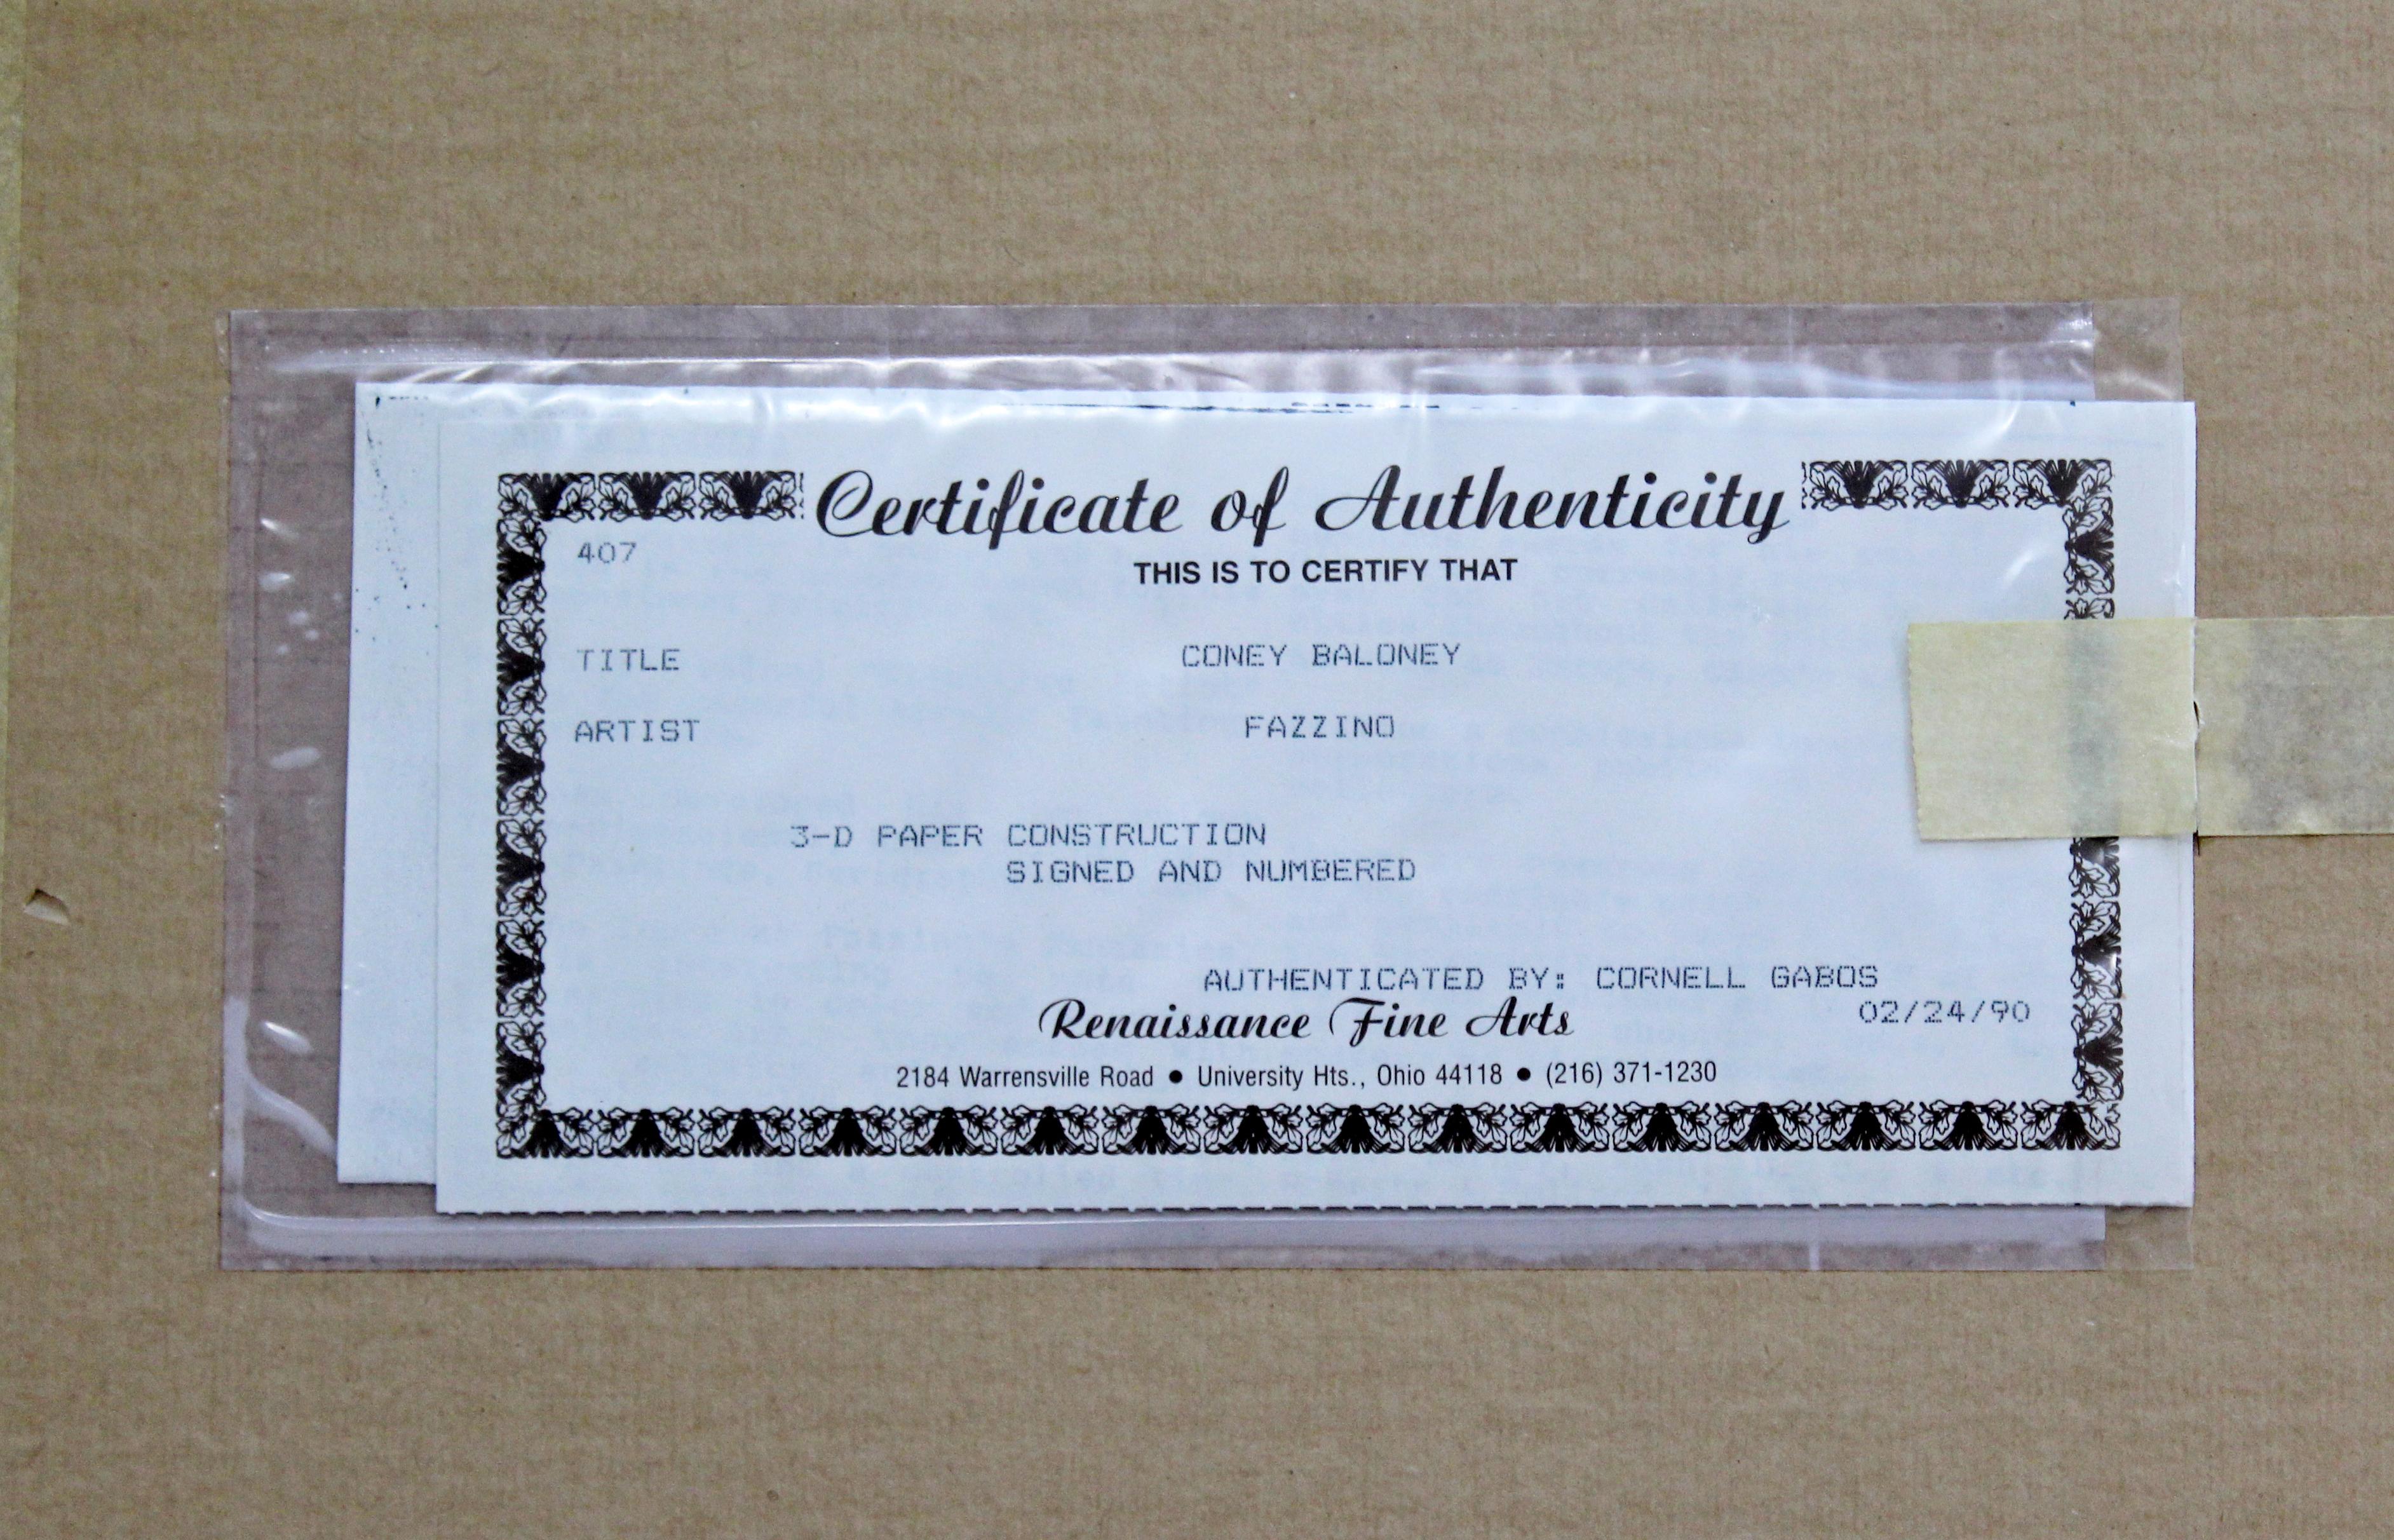 Certificate of Authenticity
407
THIS IS TO CERTIFY THAT
TITLE CONEY BALONEY
ARTIST FAZZINO
3-D PAPER CONSTRUCTION
SIGNED AND NUMBERED
AUTHENTICATED BY: CORNELL GABOS
Renaissance Fine Arts 02/24/90
2184 Warrensville Road • University Hts., Ohio 44118 • (216) 371-1230